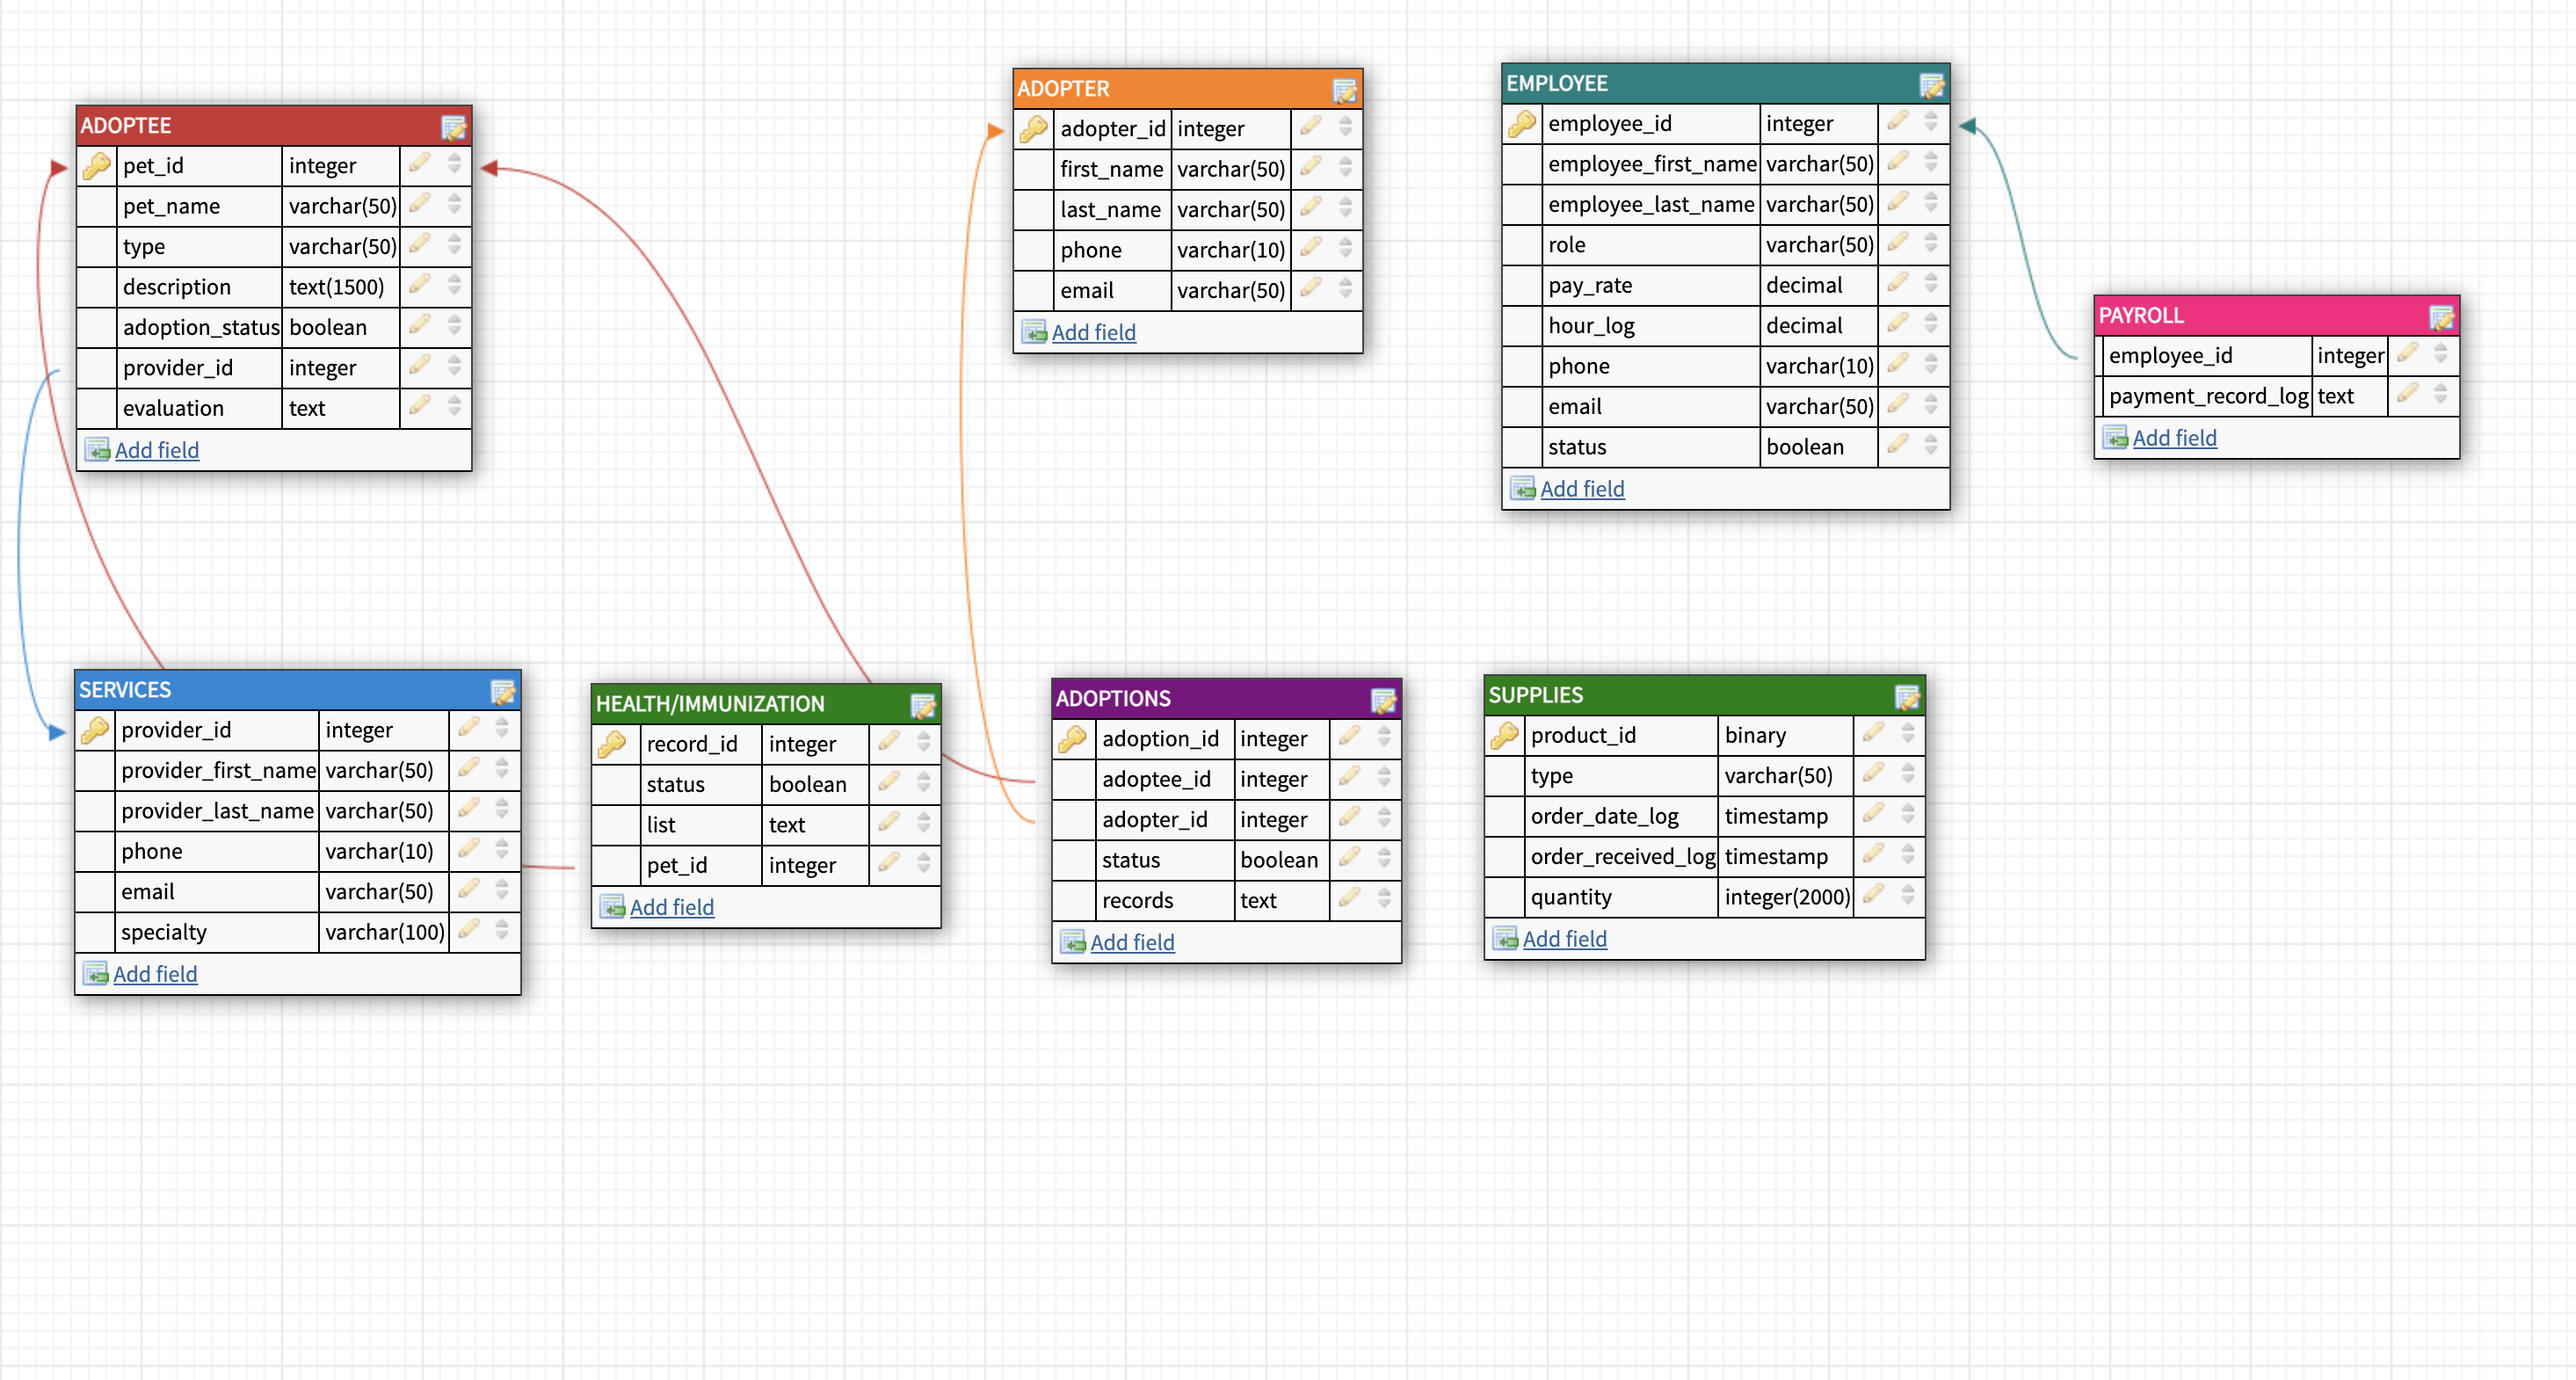 ADOPTEE
pet_id integer
pet_name varchar(50)
type varchar(50)
description text(1500)
adoption_status boolean
provider_id integer
evaluation text
Add field
ADOPTER
adopter_id integer
first_name varchar(50)
last_name varchar(50)
phone varchar(10)
email varchar(50)
Add field
EMPLOYEE
employee_id integer
employee_first_name varchar(50)
employee_last_name varchar(50)
role varchar(50)
pay_rate decimal
hour_log decimal
phone varchar(10)
email varchar(50)
status boolean
Add field
PAYROLL
employee_id integer
payment_record_log text
Add field
SERVICES
provider_id integer
provider_first_name varchar(50)
provider_last_name varchar(50)
phone varchar(10)
email varchar(50)
specialty varchar(100)
Add field
HEALTH/IMMUNIZATION
record_id integer
status boolean
list text
pet_id integer
Add field
ADOPTIONS
adoption_id integer
adoptee_id integer
adopter_id integer
status boolean
records text
Add field
SUPPLIES
product_id binary
type varchar(50)
order_date_log timestamp
order_received_log timestamp
quantity integer(2000)
Add field